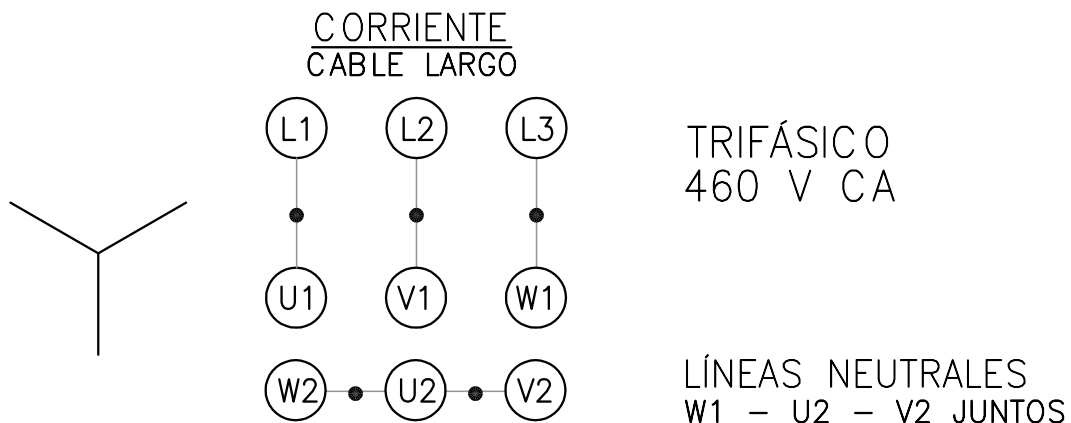 CORRIENTE
CABLE LARGO
L1 L2 L3
TRIFÁSICO
460 V CA
U1 V1 W1
W2 U2 V2
LÍNEAS NEUTRALES
W1 – U2 – V2 JUNTOS